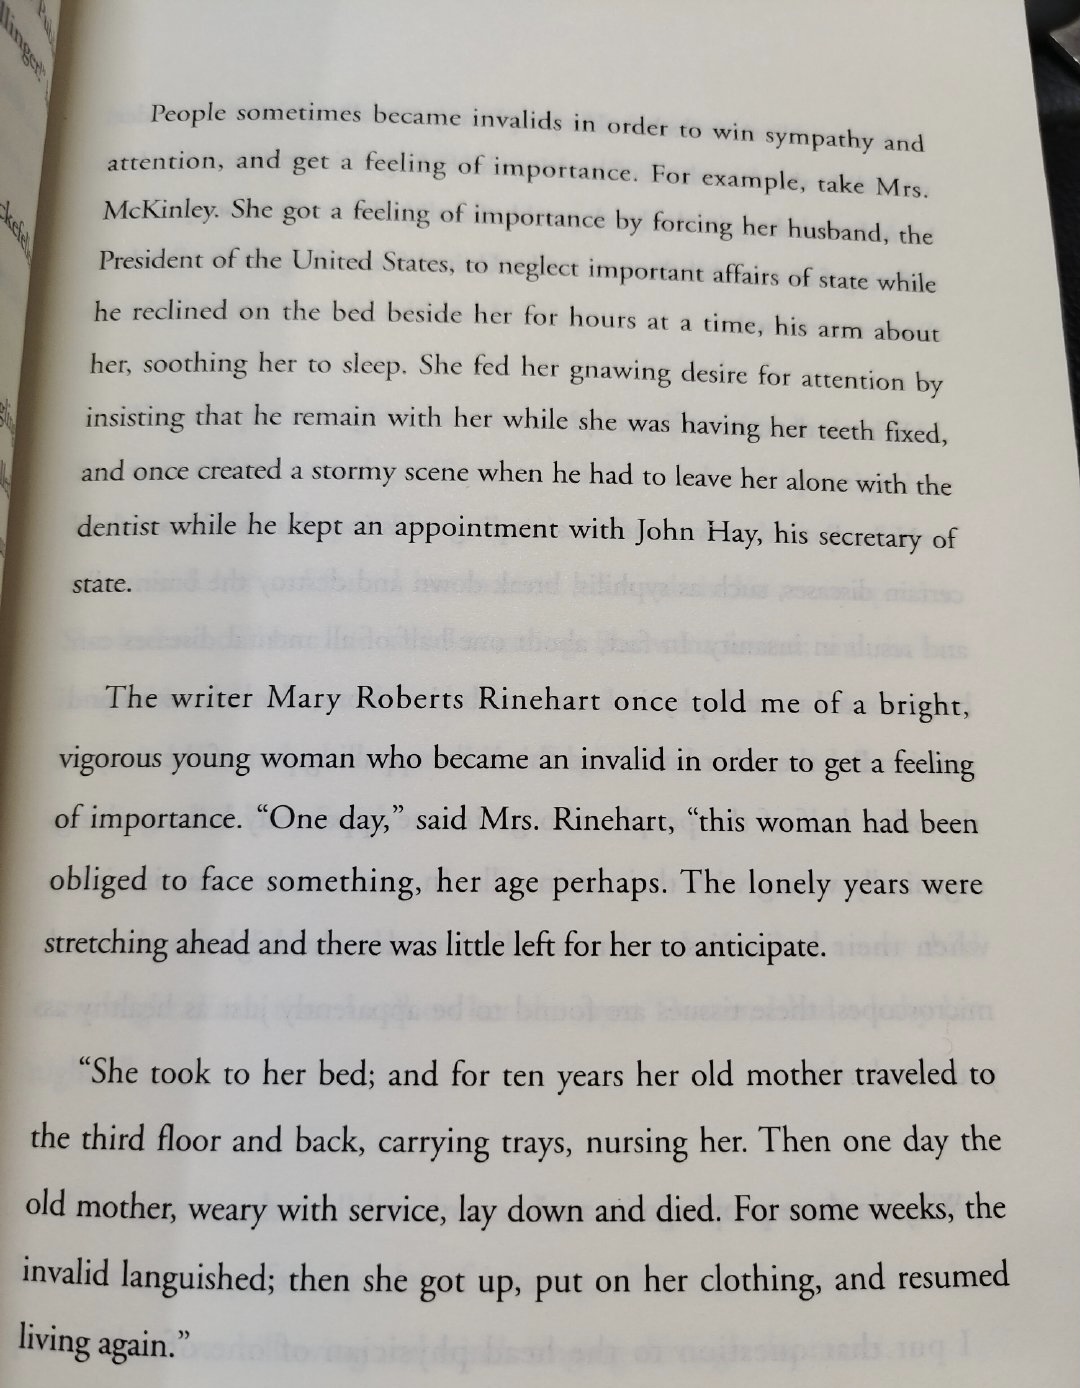 People sometimes became invalids in order to win sympathy and
attention, and get a feeling of importance. For example, take Mrs.
McKinley. She got a feeling of importance by forcing her husband, the
President of the United States, to neglect important affairs of state while
he reclined on the bed beside her for hours at a time, his arm about
her, soothing her to sleep. She fed her gnawing desire for attention by
insisting that he remain with her while she was having her teeth fixed,
and once created a stormy scene when he had to leave her alone with the
dentist while he kept an appointment with John Hay, his secretary of
state.
The writer Mary Roberts Rinehart once told me of a bright,
vigorous young woman who became an invalid in order to get a feeling
of importance. “One day,” said Mrs. Rinehart, “this woman had been
obliged to face something, her age perhaps. The lonely years were
stretching ahead and there was little left for her to anticipate.
“She took to her bed; and for ten years her old mother traveled to
the third floor and back, carrying trays, nursing her. Then one day the
old mother, weary with service, lay down and died. For some weeks, the
invalid languished; then she got up, put on her clothing, and resumed
living again.”